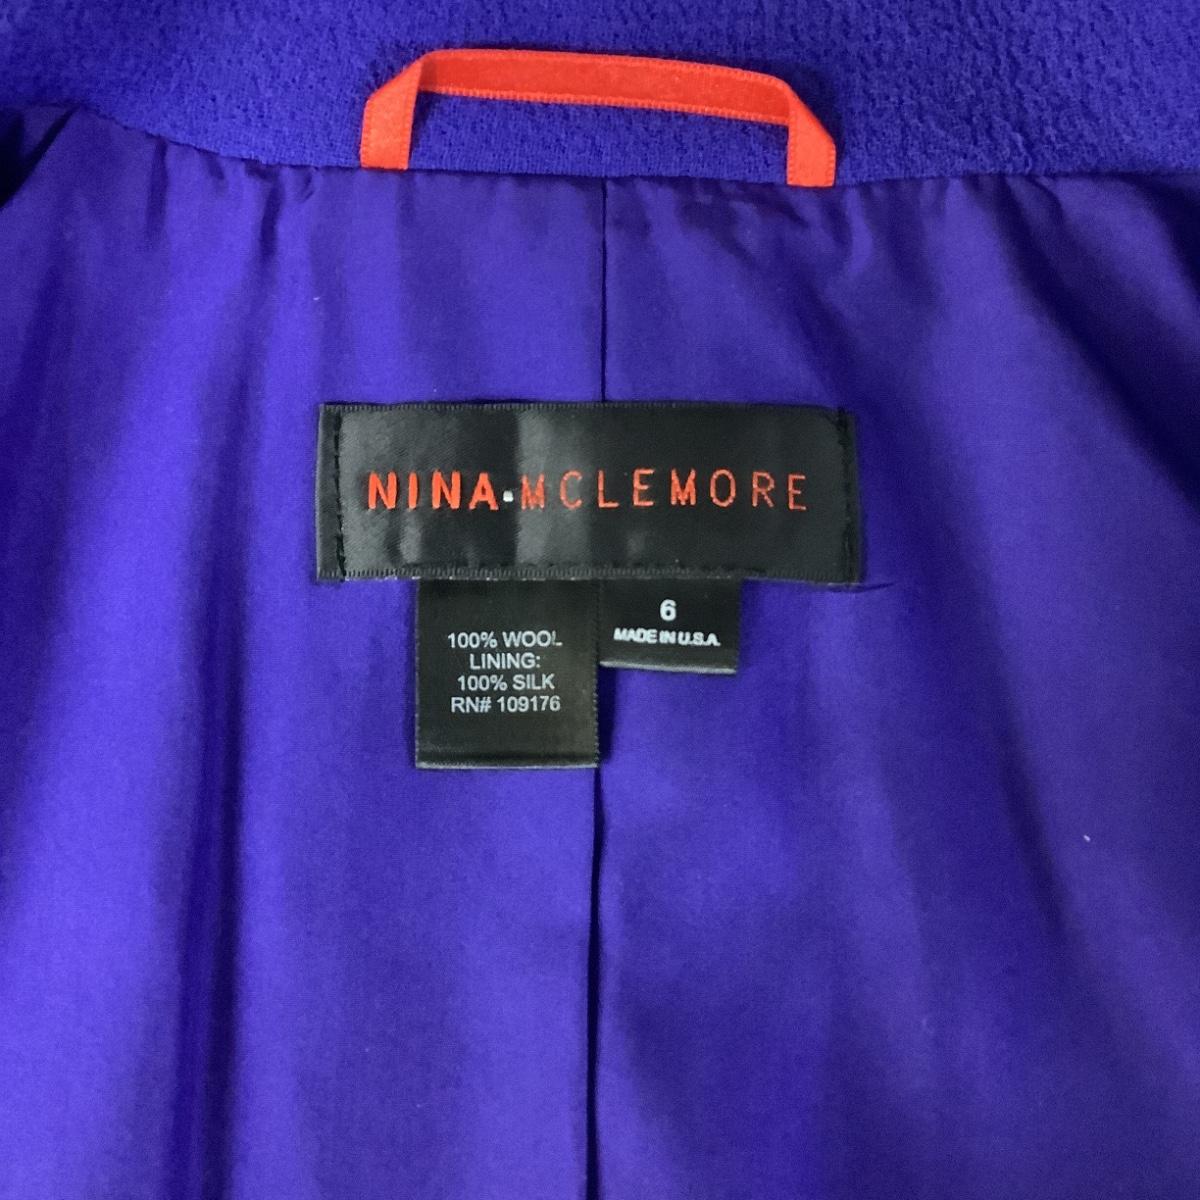 NINA·MCLEMORE
100% WOOL
LINING:
100% SILK
RN# 109176
6
MADE IN U.S.A.